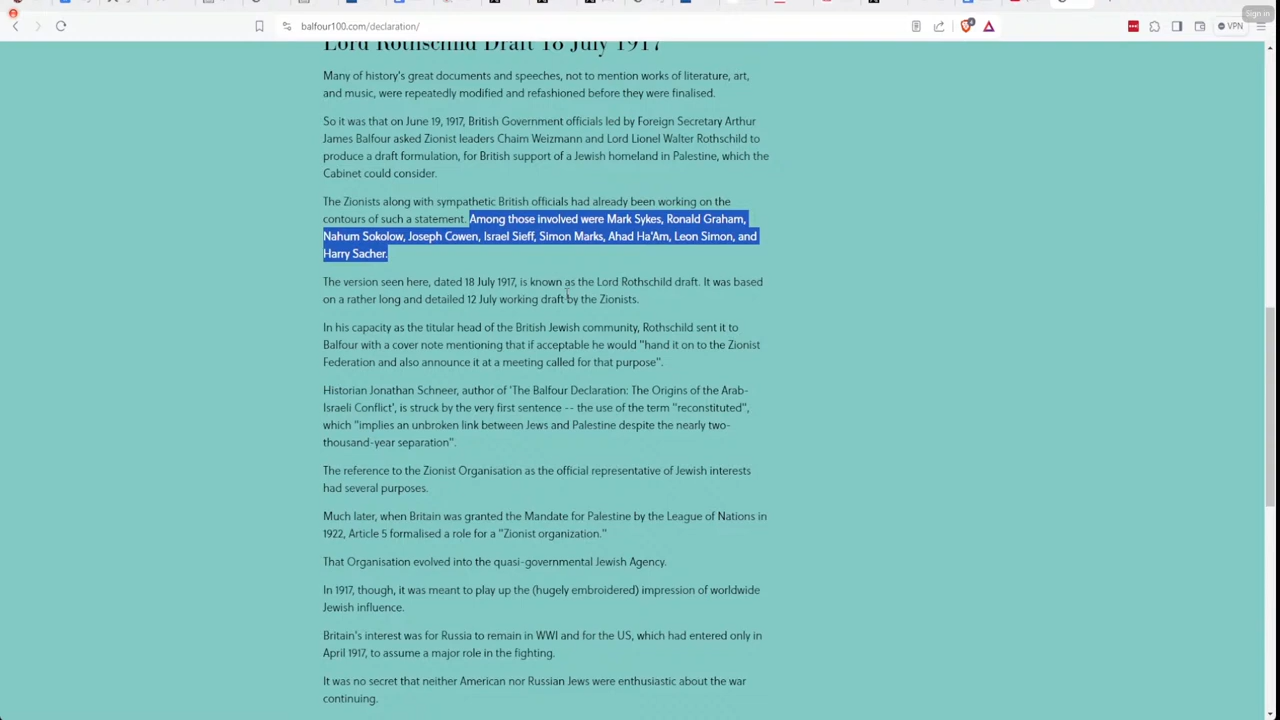 Sign in
balfour100.com/declaration/
VPN
Lord Rothschild Draft 18 July 1917
Many of history's great documents and speeches, not to mention works of literature, art,
and music, were repeatedly modified and refashioned before they were finalised.
So it was that on June 19, 1917, British Government officials led by Foreign Secretary Arthur
James Balfour asked Zionist leaders Chaim Weizmann and Lord Lionel Walter Rothschild to
produce a draft formulation, for British support of a Jewish homeland in Palestine, which the
Cabinet could consider.
The Zionists along with sympathetic British officials had already been working on the
contours of such a statement. Among those involved were Mark Sykes, Ronald Graham,
Nahum Sokolow, Joseph Cowen, Israel Sieff, Simon Marks, Ahad Ha'Am, Leon Simon, and
Harry Sacher.
The version seen here, dated 18 July 1917, is known as the Lord Rothschild draft. It was based
on a rather long and detailed 12 July working draft by the Zionists.
In his capacity as the titular head of the British Jewish community, Rothschild sent it to
Balfour with a cover note mentioning that if acceptable he would "hand it on to the Zionist
Federation and also announce it at a meeting called for that purpose".
Historian Jonathan Schneer, author of 'The Balfour Declaration: The Origins of the Arab-
Israeli Conflict', is struck by the very first sentence -- the use of the term "reconstituted",
which "implies an unbroken link between Jews and Palestine despite the nearly two-
thousand-year separation".
The reference to the Zionist Organisation as the official representative of Jewish interests
had several purposes.
Much later, when Britain was granted the Mandate for Palestine by the League of Nations in
1922, Article 5 formalised a role for a "Zionist organization."
That Organisation evolved into the quasi-governmental Jewish Agency.
In 1917, though, it was meant to play up the (hugely embroidered) impression of worldwide
Jewish influence.
Britain's interest was for Russia to remain in WWI and for the US, which had entered only in
April 1917, to assume a major role in the fighting.
It was no secret that neither American nor Russian Jews were enthusiastic about the war
continuing.